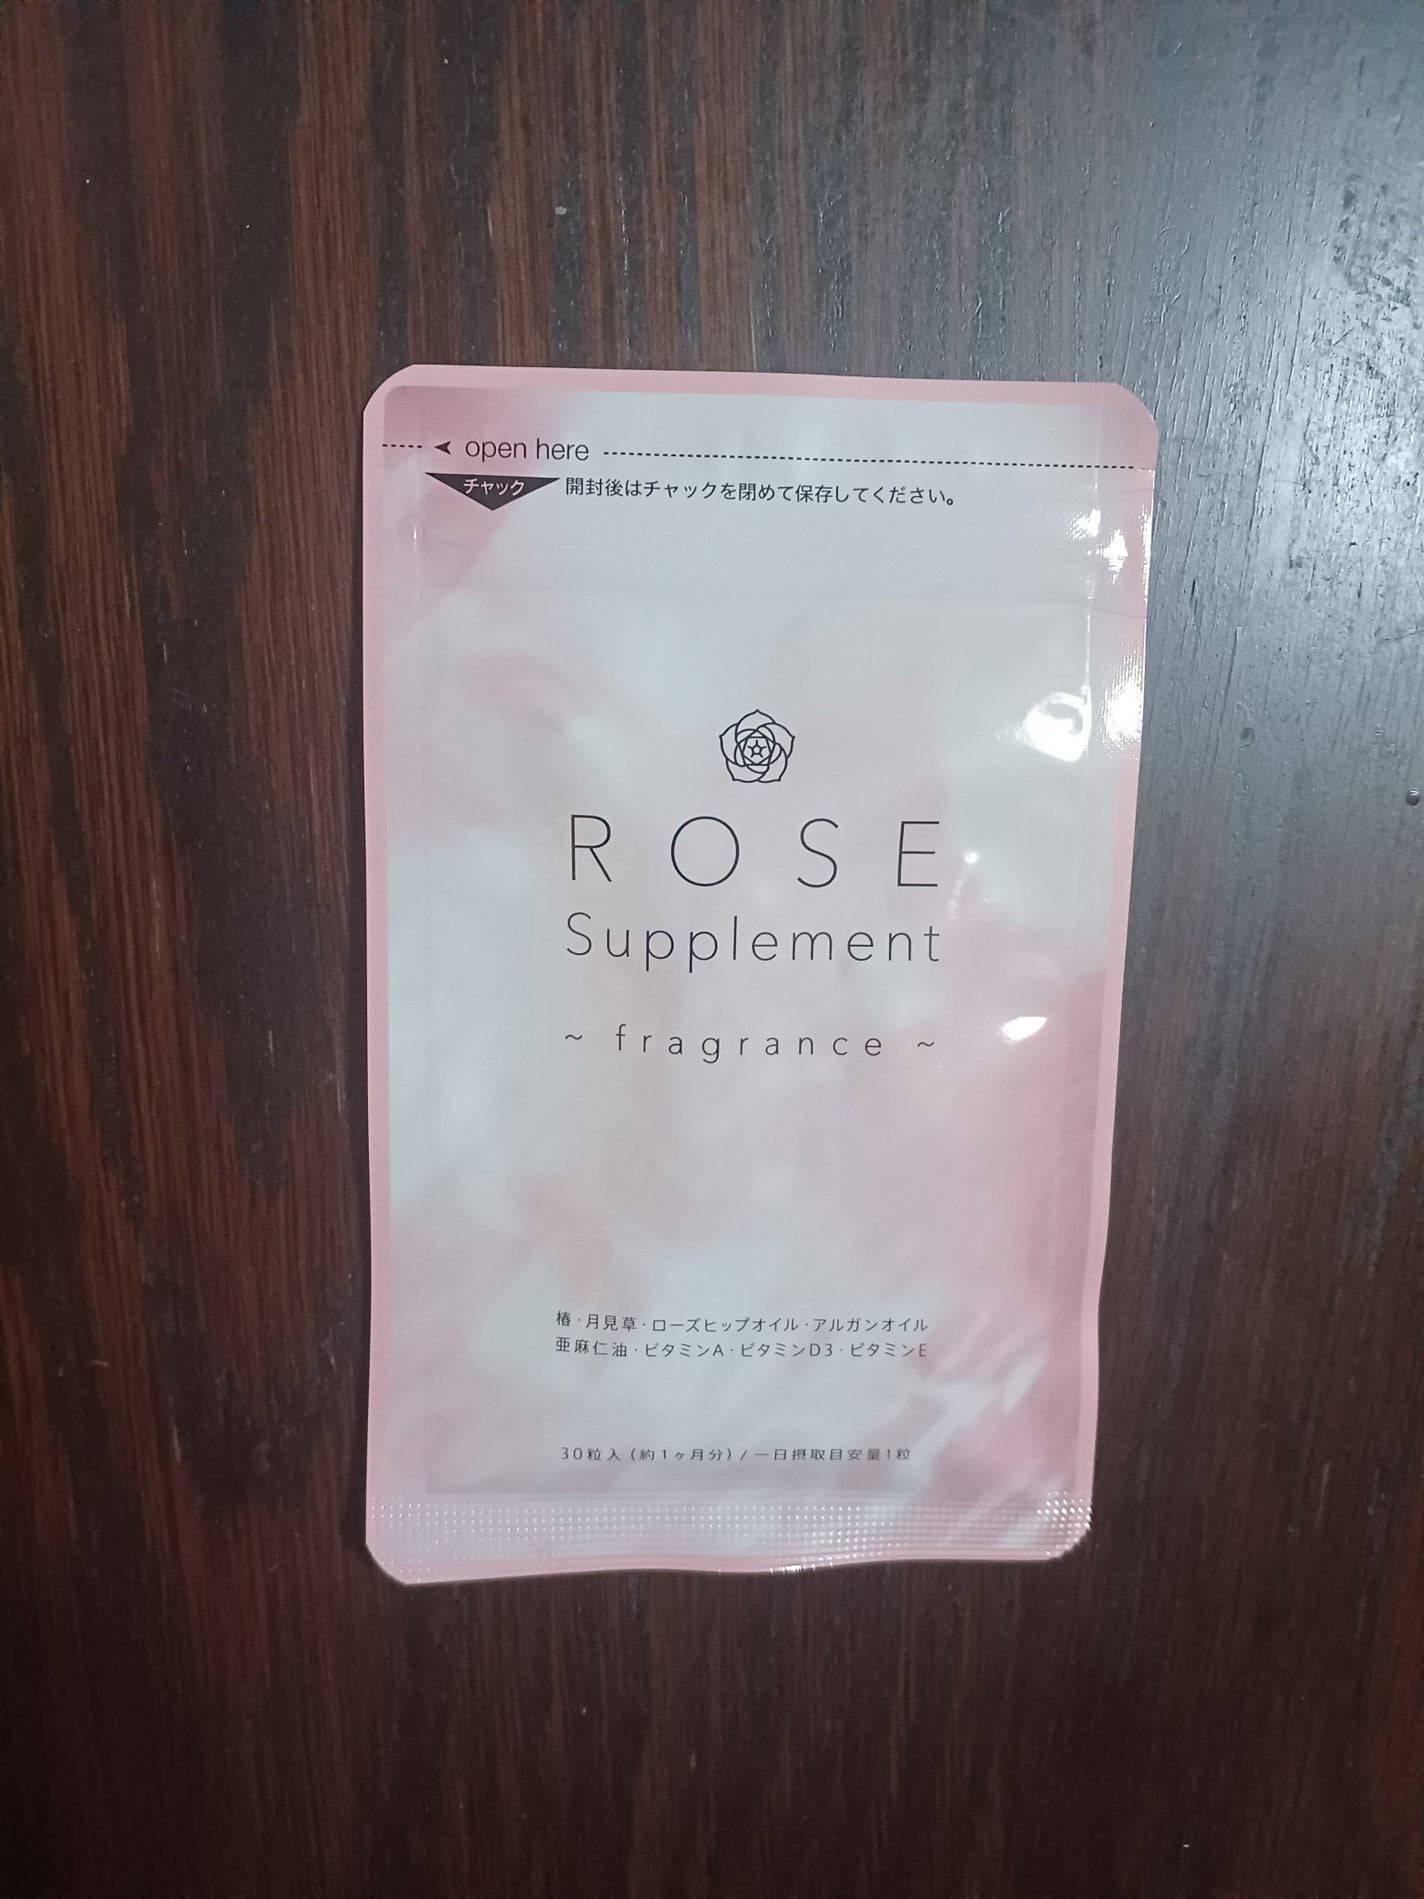 open here
チャック 開封後はチャックを閉めて保存してください。
ROSE
Supplement
~ fragrance ~
椿・月見草・ローズヒップオイル・アルガンオイル
亜麻仁油・ビタミンA・ビタミンD3・ビタミンE
30粒入(約1ヶ月分)/一日摂取目安量1粒